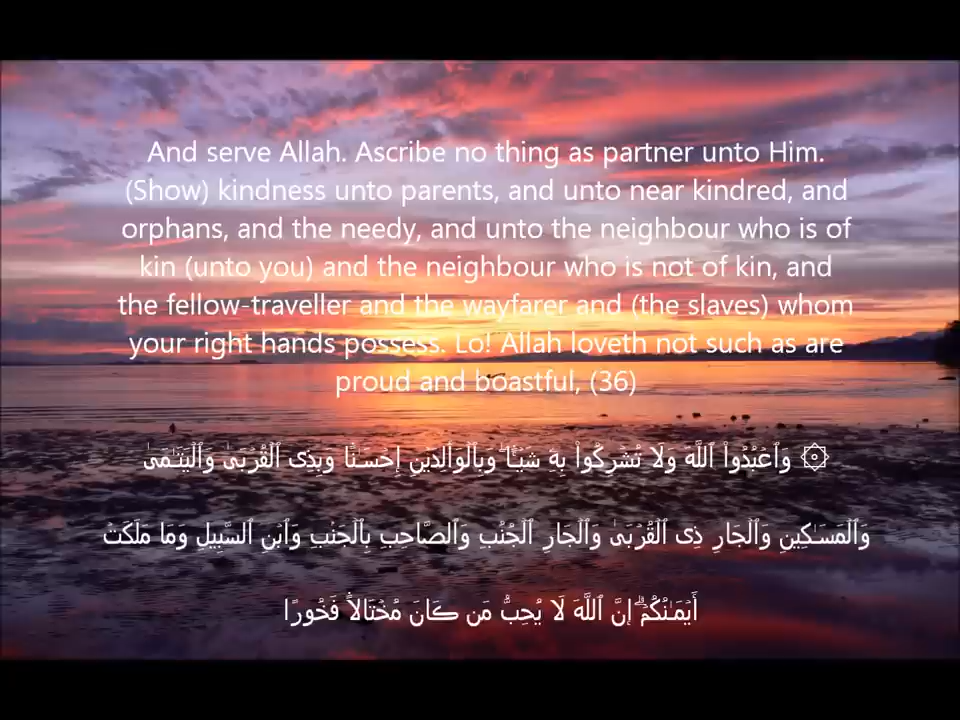 And serve Allah. Ascribe no thing as partner unto Him.
(Show) kindness unto parents, and unto near kindred, and
orphans, and the needy, and unto the neighbour who is of
kin (unto you) and the neighbour who is not of kin, and
the fellow-traveller and the wayfarer and (the slaves) whom
your right hands possess. Lo! Allah loveth not such as are
proud and boastful, (36)
۞ وَٱعۡبُدُواْ ٱللَّهَ وَلَا تُشۡرِكُواْ بِهِۦ شَيۡـًٔا‌ۖ وَبِٱلۡوَٲلِدَيۡنِ إِحۡسَـٰنً۬ا وَبِذِى ٱلۡقُرۡبَىٰ وَٱلۡيَتَـٰمَىٰ
وَٱلۡمَسَـٰكِينِ وَٱلۡجَارِ ذِى ٱلۡقُرۡبَىٰ وَٱلۡجَارِ ٱلۡجُنُبِ وَٱلصَّاحِبِ بِٱلۡجَنۢبِ وَٱبۡنِ ٱلسَّبِيلِ وَمَا مَلَكَتۡ
أَيۡمَـٰنُكُمۡ‌ۗ إِنَّ ٱللَّهَ لَا يُحِبُّ مَن ڪَانَ مُخۡتَالاً۬ فَخُورًا